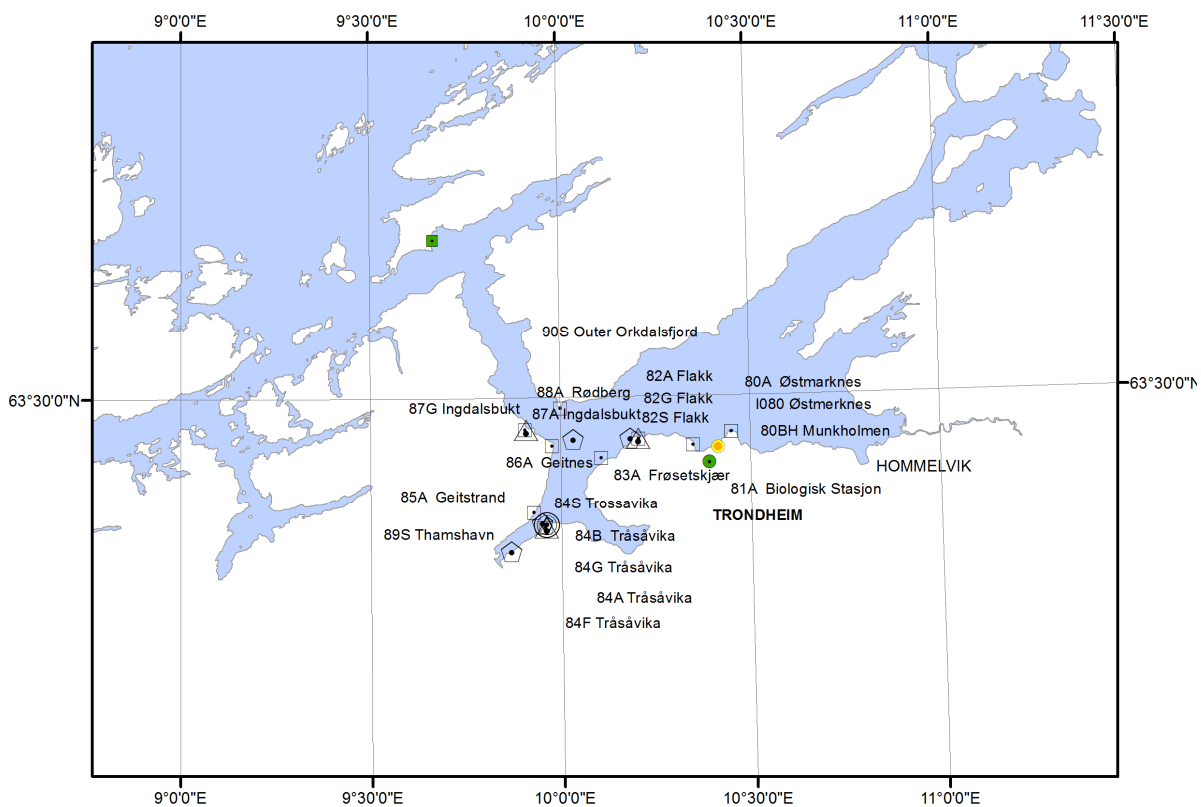 9°0'0"E
9°30'0"E
10°0'0"E
10°30'0"E
11°0'0"E
11°30'0"E
90S Outer Orkdalsfjord
82A Flakk
80A Østmarknes
63°30'0"N
63°30'0"N
88A Rødberg
82G Flakk
I080 Østmerknes
87G Ingdalsbukt
87A Ingdalsbukt
82S Flakk
80BH Munkholmen
86A Geitnes
HOMMELVIK
83A Frøsetskjær
81A Biologisk Stasjon
85A Geitstrand
84S Trossavika
TRONDHEIM
89S Thamshavn
84B Tråsåvika
84G Tråsåvika
84A Tråsåvika
84F Tråsåvika
9°0'0"E
9°30'0"E
10°0'0"E
10°30'0"E
11°0'0"E